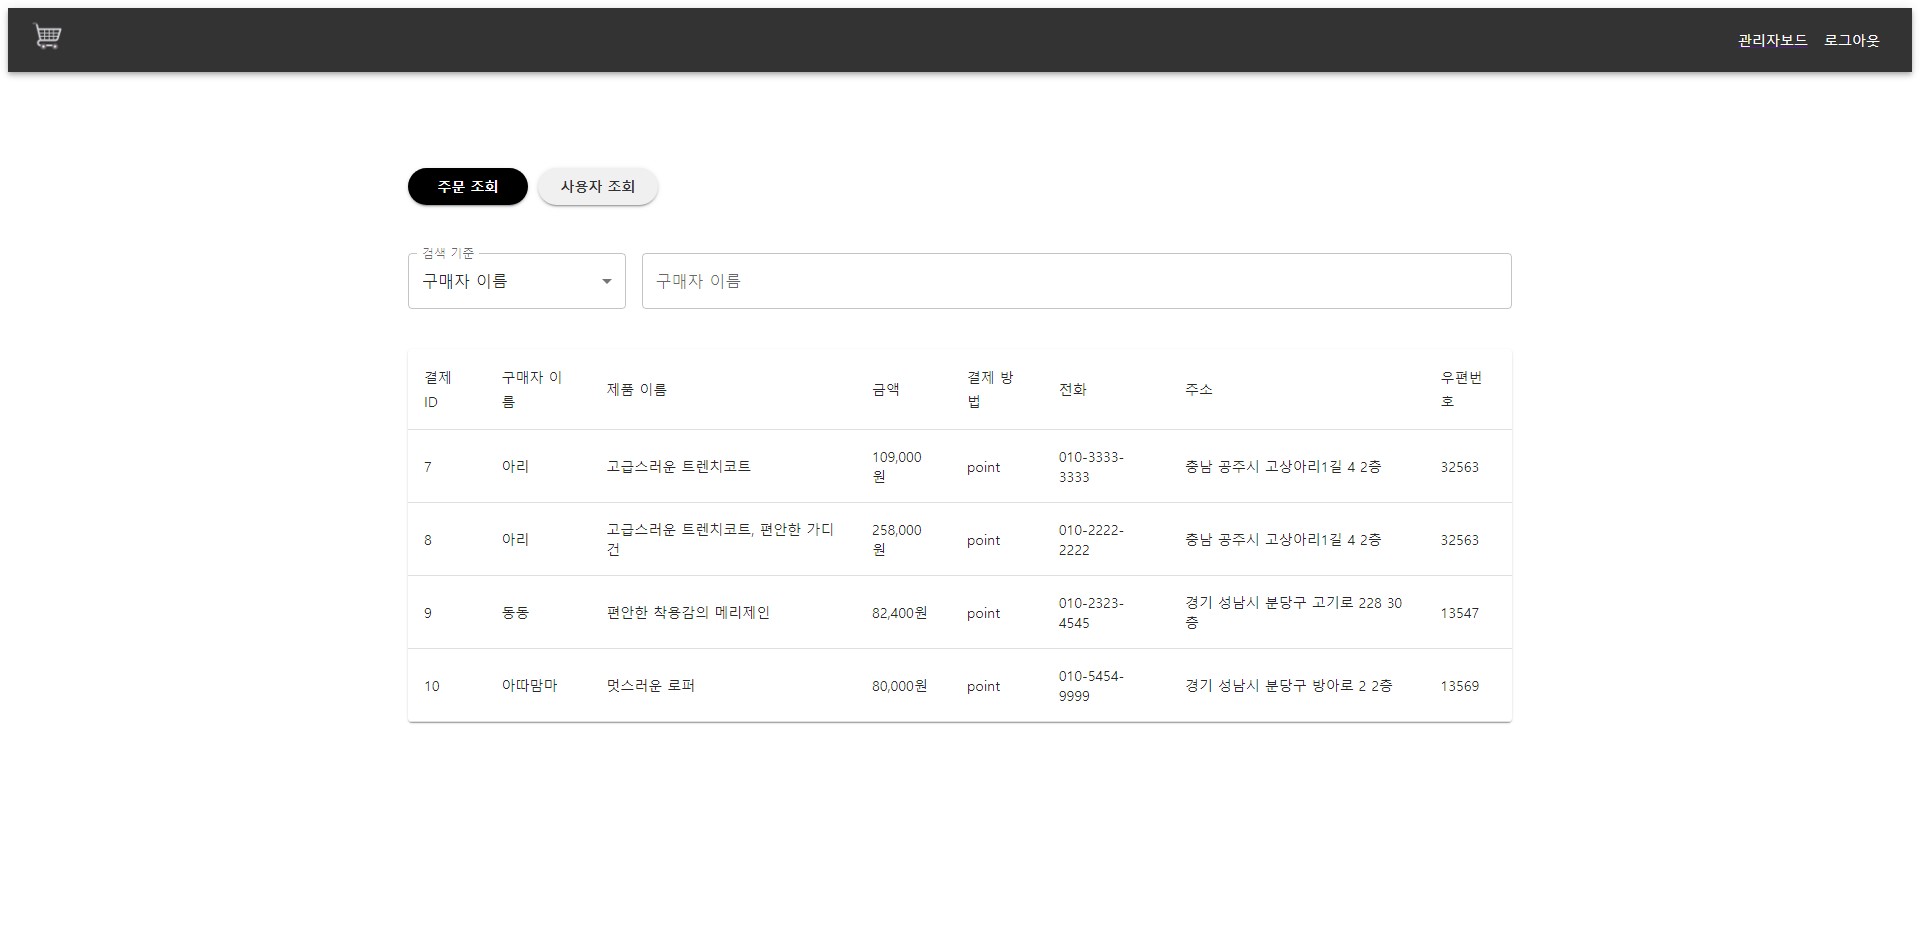 관리자보드 로그아웃
주문 조회 사용자 조회
검색 기준
구매자 이름 구매자 이름
결제 ID 구매자 이름 제품 이름 금액 결제 방법 전화 주소 우편번호
7 아리 고급스러운 트렌치코트 109,000원 point 010-3333-3333 충남 공주시 고상아리1길 4 2층 32563
8 아리 고급스러운 트렌치코트, 편안한 가디건 258,000원 point 010-2222-2222 충남 공주시 고상아리1길 4 2층 32563
9 동동 편안한 착용감의 메리제인 82,400원 point 010-2323-4545 경기 성남시 분당구 고기로 228 30층 13547
10 아따맘마 멋스러운 로퍼 80,000원 point 010-5454-9999 경기 성남시 분당구 방아로 2 2층 13569